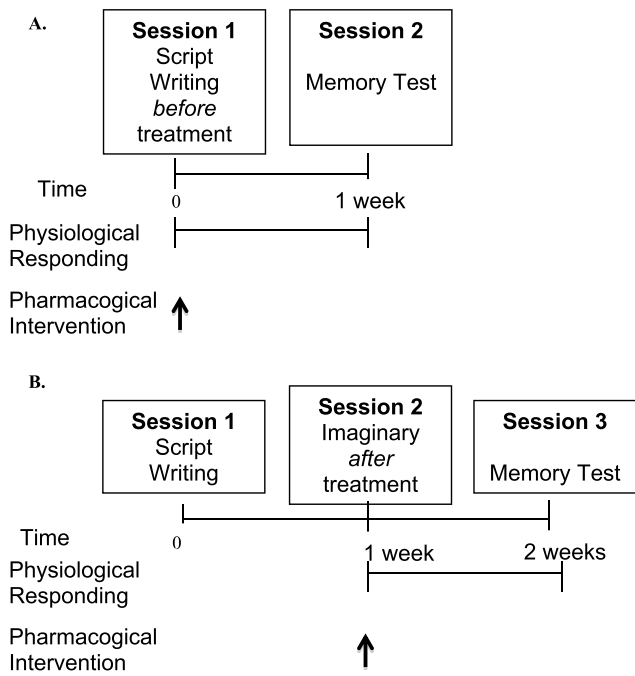 A.
Session 1
Script
Writing
before
treatment
Session 2
Memory Test
Time
0
1 week
Physiological
Responding
Pharmacogical
Intervention
B.
Session 1
Script
Writing
Session 2
Imaginary
after
treatment
Session 3
Memory Test
Time
0
1 week
2 weeks
Physiological
Responding
Pharmacogical
Intervention